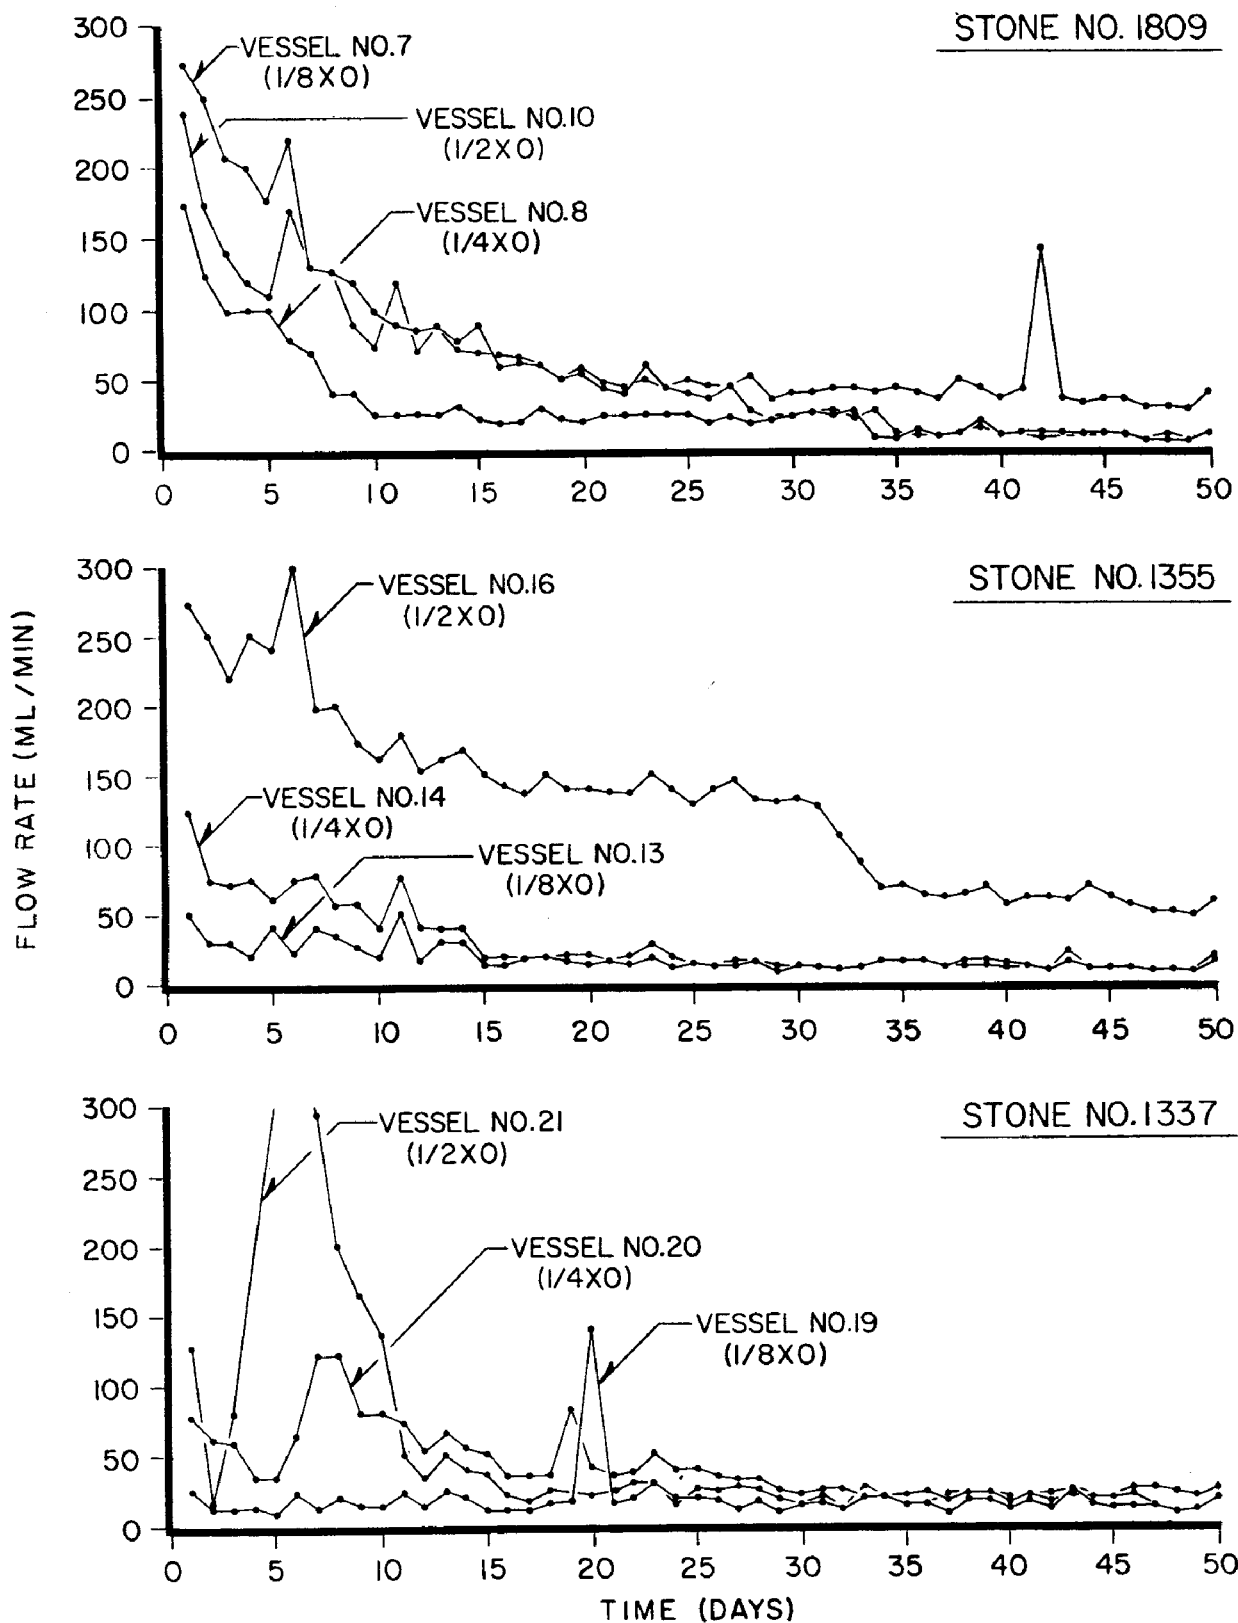 STONE NO. 1809
300
250
200
150
100
50
0
VESSEL NO.7
(1/8X0)
VESSEL NO.10
(1/2X0)
VESSEL NO.8
(1/4X0)
0 5 10 15 20 25 30 35 40 45 50
STONE NO. 1355
FLOW RATE (ML/MIN)
300
250
200
150
100
50
0
VESSEL NO.16
(1/2X0)
VESSEL NO.14
(1/4X0)
VESSEL NO.13
(1/8X0)
0 5 10 15 20 25 30 35 40 45 50
STONE NO. 1337
300
250
200
150
100
50
0
VESSEL NO.21
(1/2X0)
VESSEL NO.20
(1/4X0)
VESSEL NO.19
(1/8X0)
0 5 10 15 20 25 30 35 40 45 50
TIME (DAYS)